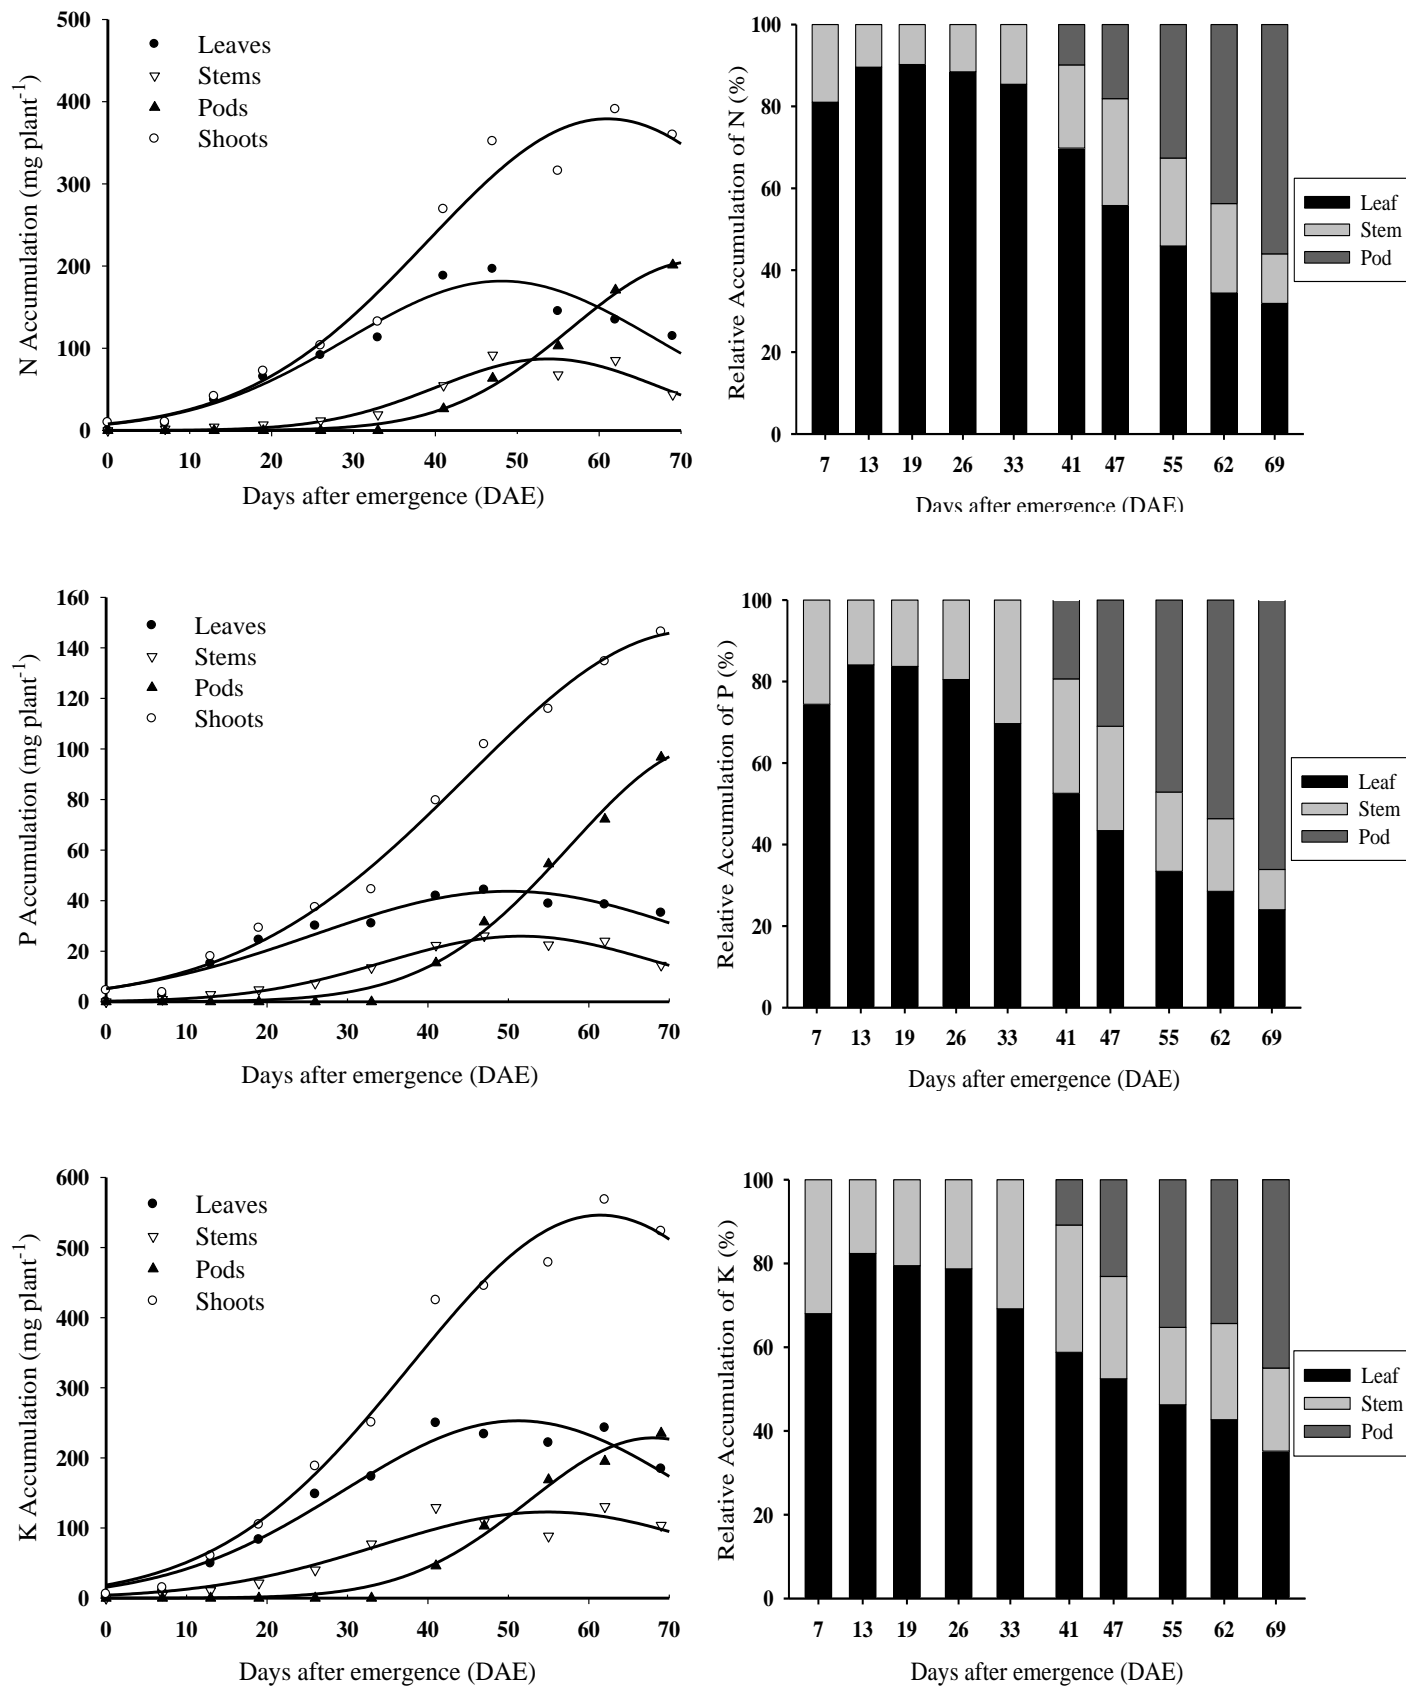 500
400
300
200
100
0
N Accumulation (mg plant-1)
Leaves
Stems
Pods
Shoots
0 10 20 30 40 50 60 70
Days after emergence (DAE)
100
80
60
40
20
0
Relative Accumulation of N (%)
7 13 19 26 33 41 47 55 62 69
Days after emergence (DAE)
Leaf
Stem
Pod
160
140
120
100
80
60
40
20
0
P Accumulation (mg plant-1)
Leaves
Stems
Pods
Shoots
0 10 20 30 40 50 60 70
Days after emergence (DAE)
100
80
60
40
20
0
Relative Accumulation of P (%)
7 13 19 26 33 41 47 55 62 69
Days after emergence (DAE)
Leaf
Stem
Pod
600
500
400
300
200
100
0
K Accumulation (mg plant-1)
Leaves
Stems
Pods
Shoots
0 10 20 30 40 50 60 70
Days after emergence (DAE)
100
80
60
40
20
0
Relative Accumulation of K (%)
7 13 19 26 33 41 47 55 62 69
Days after emergence (DAE)
Leaf
Stem
Pod